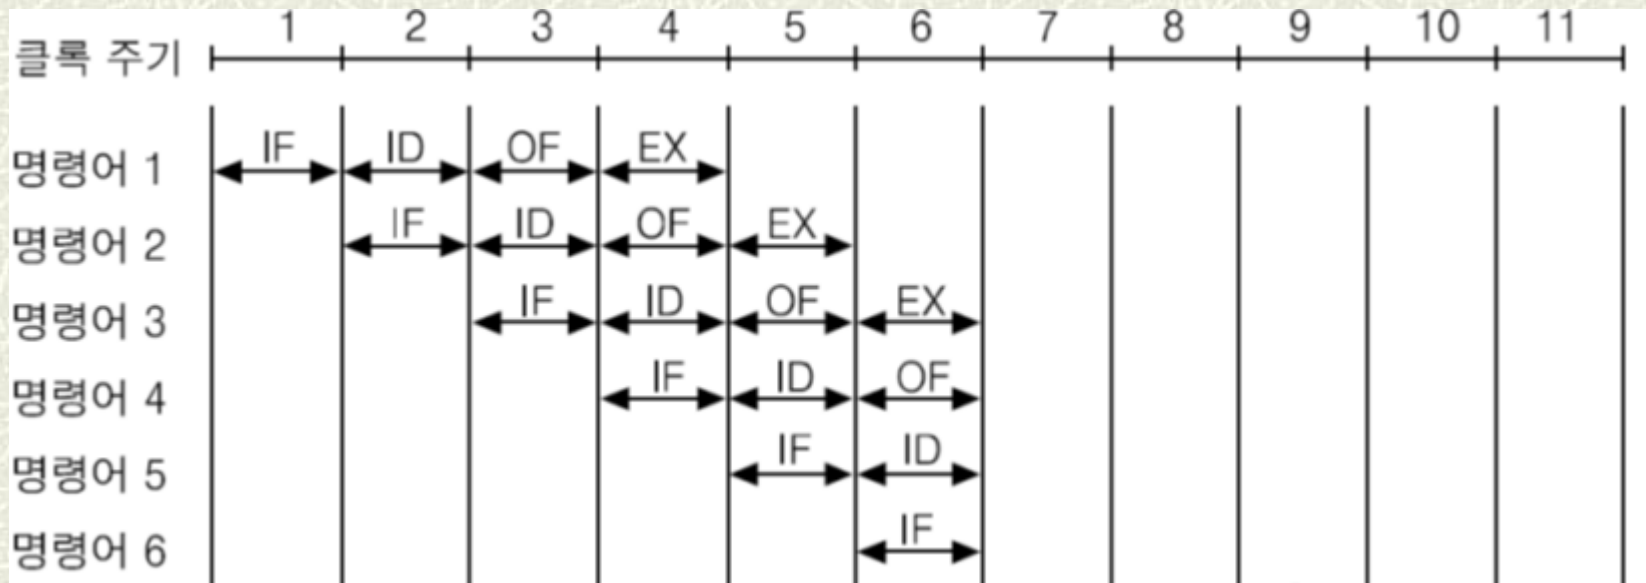 1 2 3 4 5 6 7 8 9 10 11
클록 주기
명령어 1 IF ID OF EX
명령어 2 IF ID OF EX
명령어 3 IF ID OF EX
명령어 4 IF ID OF
명령어 5 IF ID
명령어 6 IF